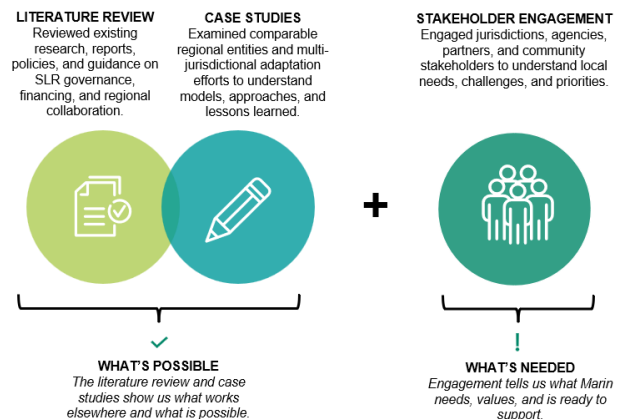 LITERATURE REVIEW
Reviewed existing
research, reports,
policies, and guidance on
SLR governance,
financing, and regional
collaboration.
CASE STUDIES
Examined comparable
regional entities and multi-
jurisdictional adaptation
efforts to understand
models, approaches, and
lessons learned.
STAKEHOLDER ENGAGEMENT
Engaged jurisdictions, agencies,
partners, and community
stakeholders to understand local
needs, challenges, and priorities.
+
WHAT'S POSSIBLE
The literature review and case
studies show us what works
elsewhere and what is possible.
!
WHAT'S NEEDED
Engagement tells us what Marin
needs, values, and is ready to
support.